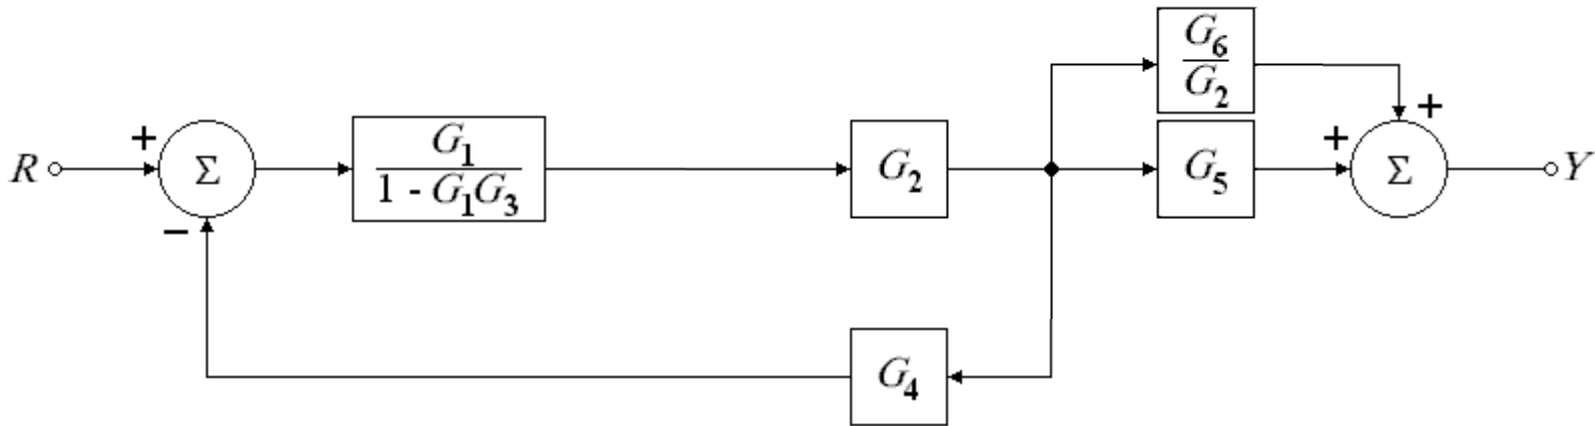 G₆
G₂
+
+
+
R
Σ
G₁
1 - G₁G₃
G₂
G₅
Σ
Y
−
G₄